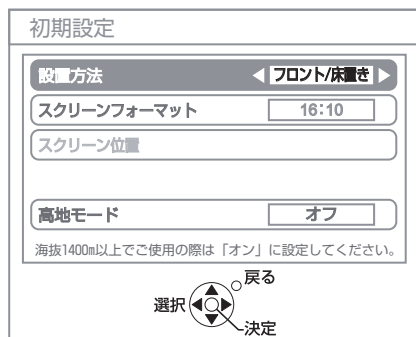 初期設定
設置方法 フロント/床置き
スクリーンフォーマット 16:10
スクリーン位置
高地モード オフ
海抜1400m以上でご使用の際は「オン」に設定してください。
戻る
選択
決定